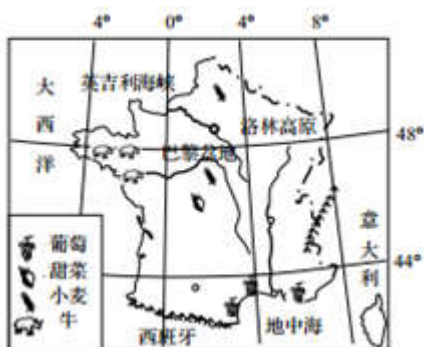 4° 0° 4° 8°
英吉利海峡
大西洋
洛林高原
巴黎盆地
48°
意大利
44°
葡萄
甜菜
小麦
牛
西班牙
地中海